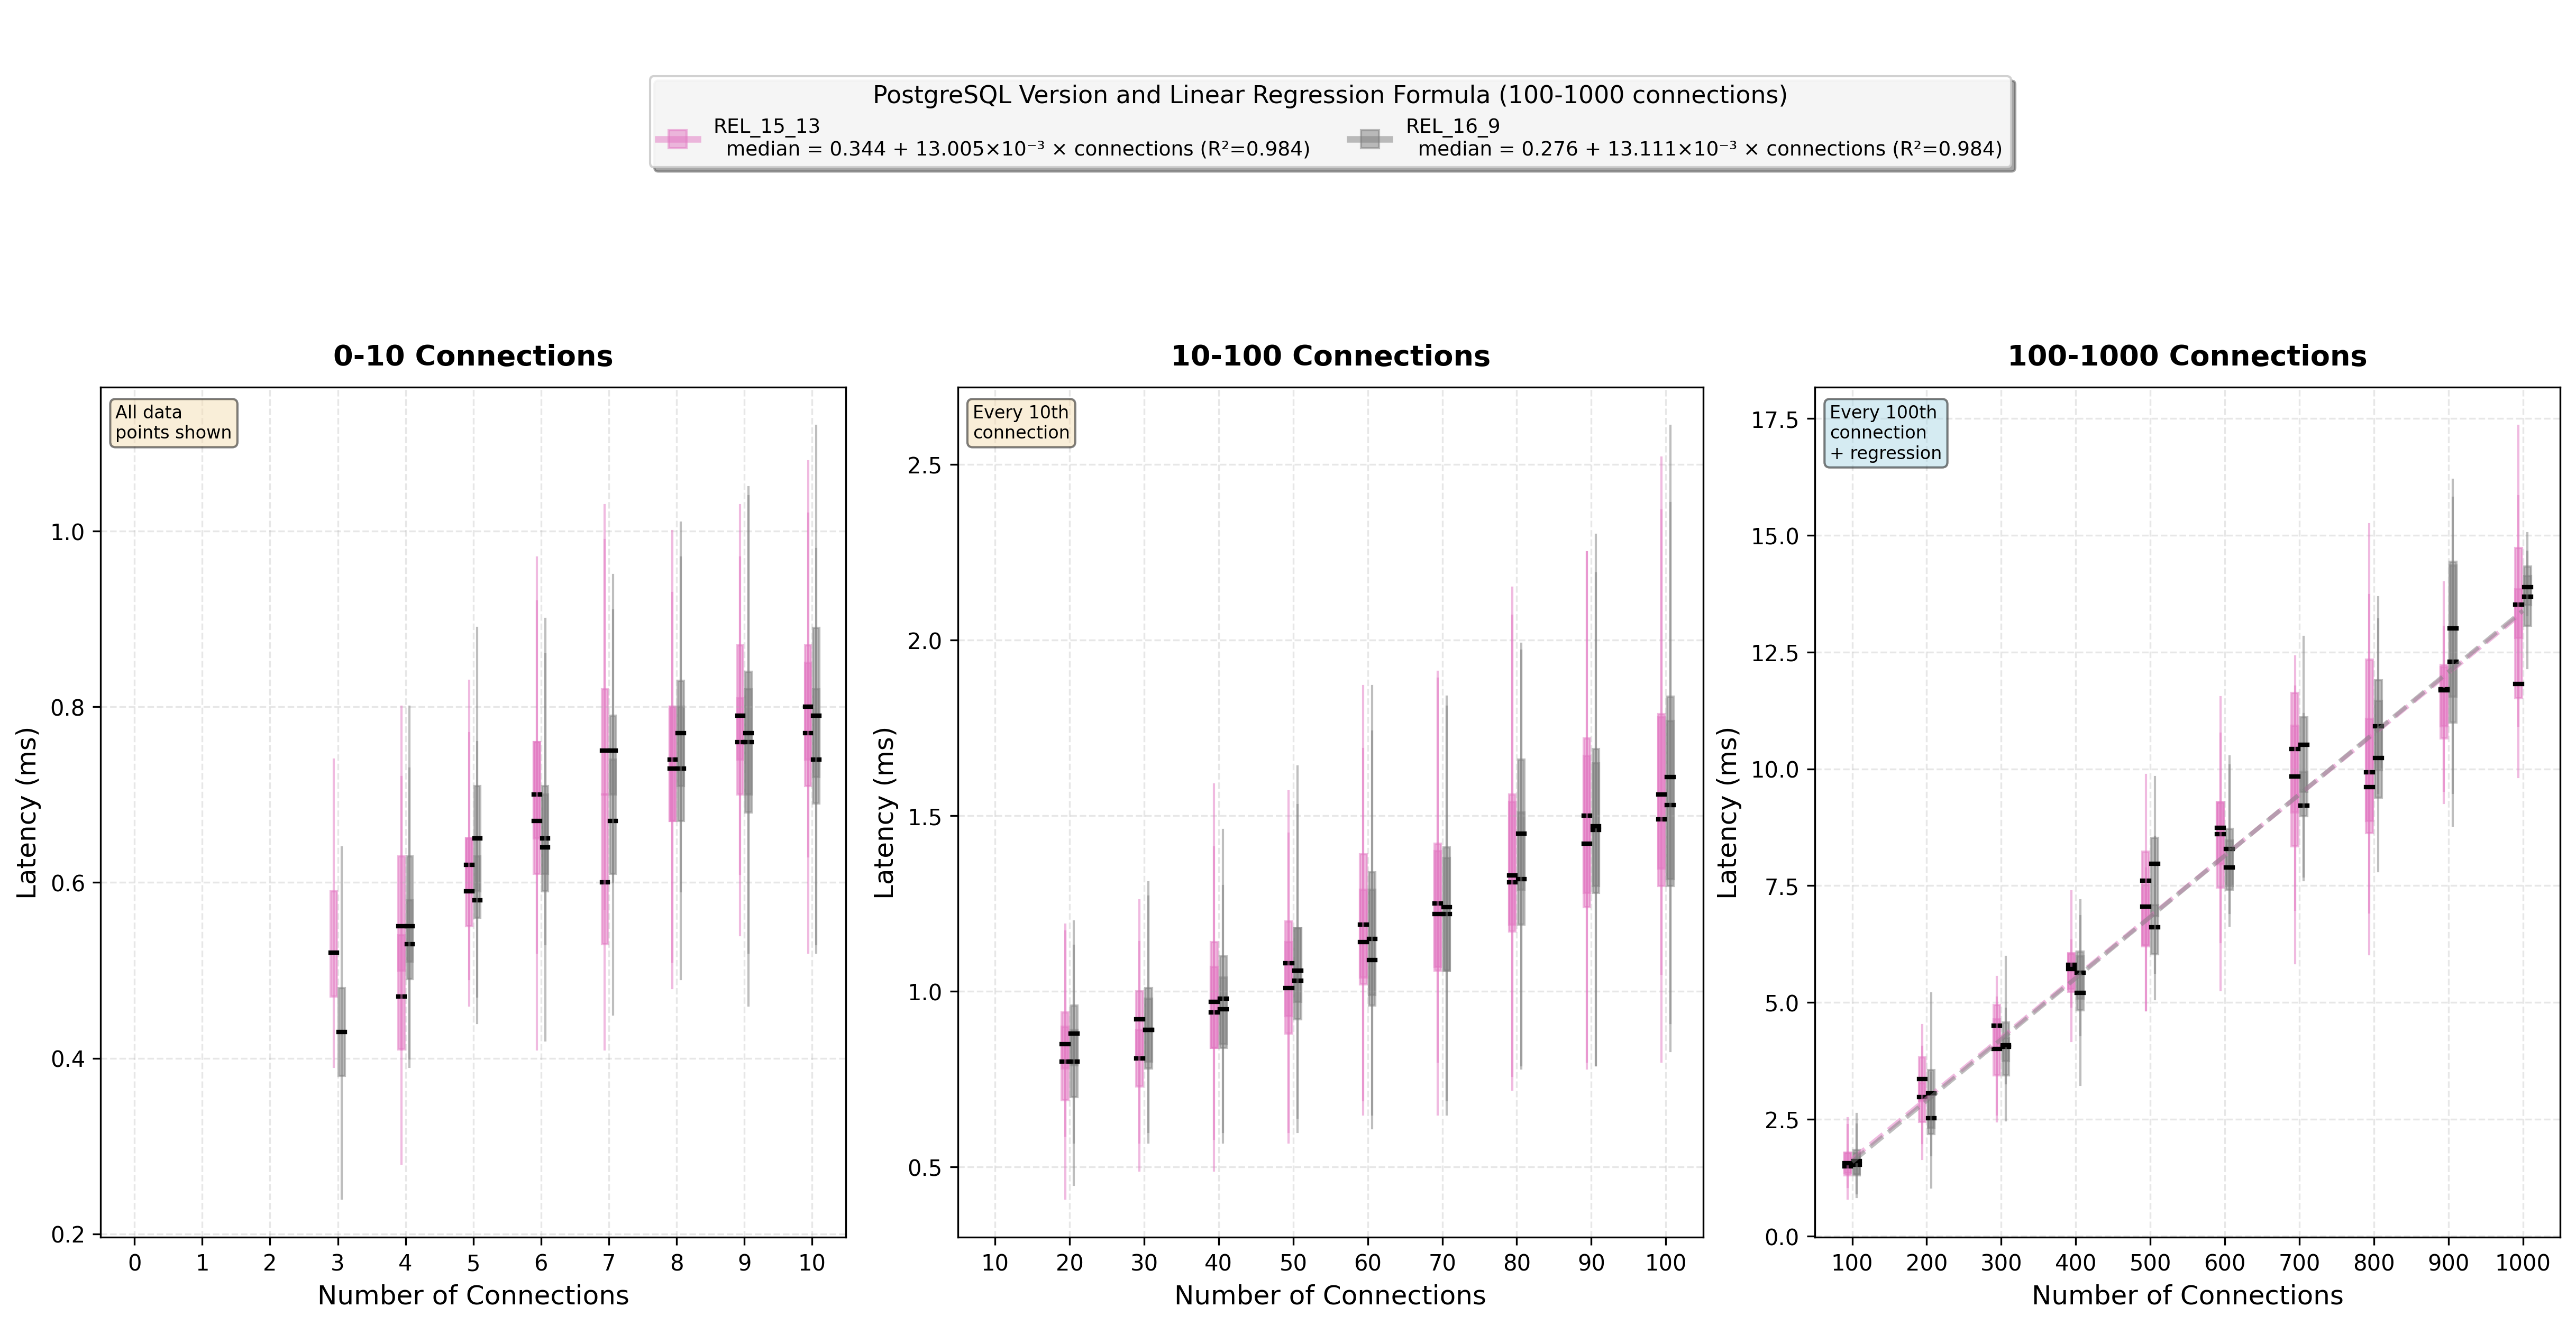 PostgreSQL Version and Linear Regression Formula (100-1000 connections)
REL_15_13
median = 0.344 + 13.005×10⁻³ × connections (R²=0.984)
REL_16_9
median = 0.276 + 13.111×10⁻³ × connections (R²=0.984)
0-10 Connections
All data
points shown
Latency (ms)
1.0
0.8
0.6
0.4
0.2
0 1 2 3 4 5 6 7 8 9 10
Number of Connections
10-100 Connections
Every 10th
connection
Latency (ms)
2.5
2.0
1.5
1.0
0.5
10 20 30 40 50 60 70 80 90 100
Number of Connections
100-1000 Connections
Every 100th
connection
+ regression
Latency (ms)
17.5
15.0
12.5
10.0
7.5
5.0
2.5
0.0
100 200 300 400 500 600 700 800 900 1000
Number of Connections